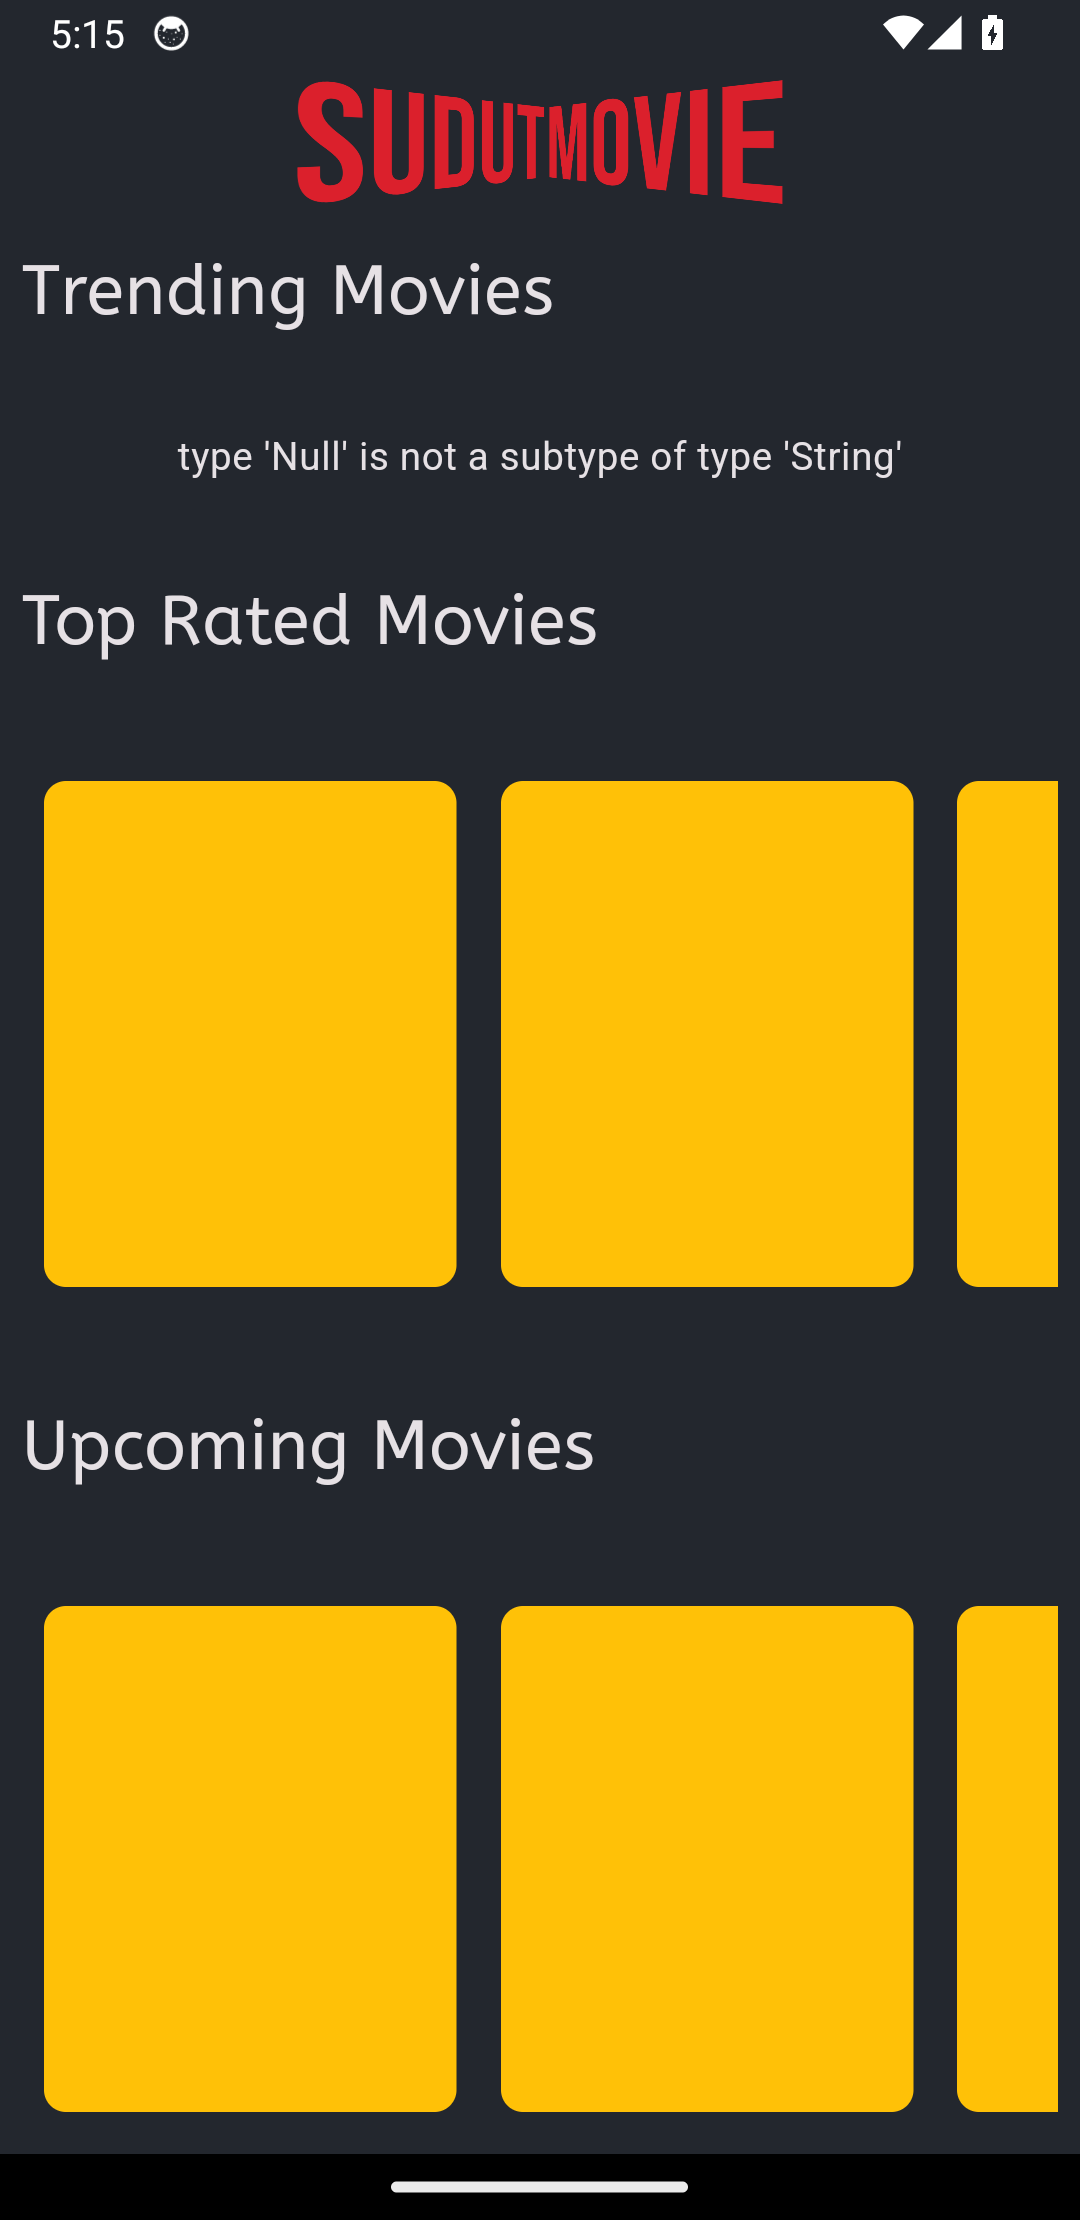 5:15
SUDUTMOVIE
Trending Movies
type 'Null' is not a subtype of type 'String'
Top Rated Movies
Upcoming Movies